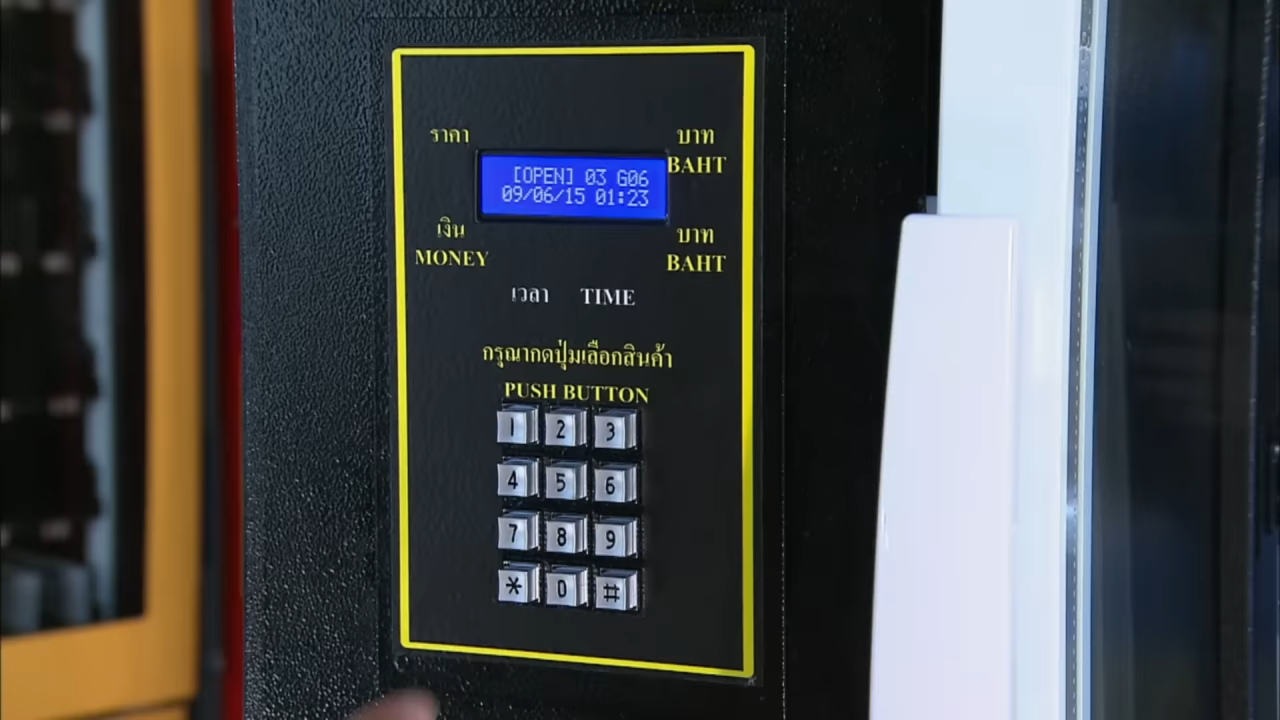 ราคา
บาท
BAHT
[OPEN] 03 G06
09/06/15 01:23
เงิน
MONEY
บาท
BAHT
เวลา TIME
กรุณากดปุ่มเลือกสินค้า
PUSH BUTTON
1 2 3
4 5 6
7 8 9
* 0 #